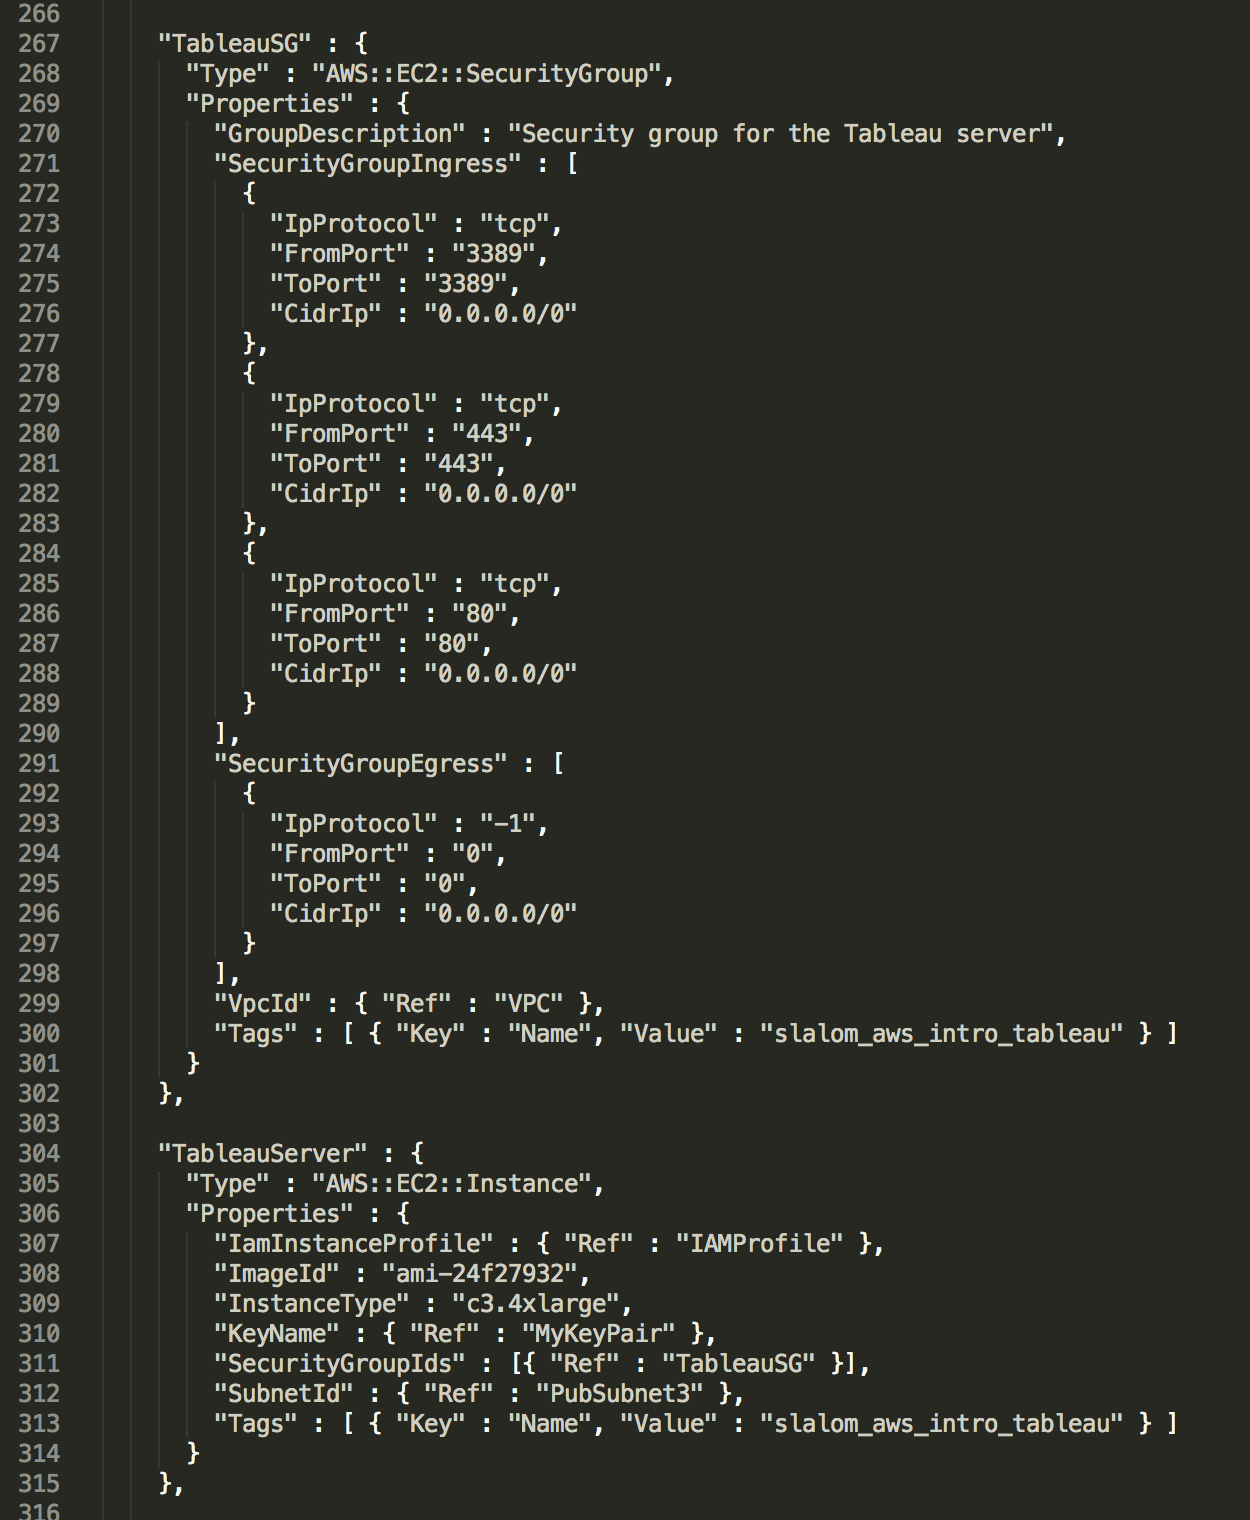 266
267 "TableauSG" : {
268 "Type" : "AWS::EC2::SecurityGroup",
269 "Properties" : {
270 "GroupDescription" : "Security group for the Tableau server",
271 "SecurityGroupIngress" : [
272 {
273 "IpProtocol" : "tcp",
274 "FromPort" : "3389",
275 "ToPort" : "3389",
276 "CidrIp" : "0.0.0.0/0"
277 },
278 {
279 "IpProtocol" : "tcp",
280 "FromPort" : "443",
281 "ToPort" : "443",
282 "CidrIp" : "0.0.0.0/0"
283 },
284 {
285 "IpProtocol" : "tcp",
286 "FromPort" : "80",
287 "ToPort" : "80",
288 "CidrIp" : "0.0.0.0/0"
289 }
290 ],
291 "SecurityGroupEgress" : [
292 {
293 "IpProtocol" : "-1",
294 "FromPort" : "0",
295 "ToPort" : "0",
296 "CidrIp" : "0.0.0.0/0"
297 }
298 ],
299 "VpcId" : { "Ref" : "VPC" },
300 "Tags" : [ { "Key" : "Name", "Value" : "slalom_aws_intro_tableau" } ]
301 }
302 },
303
304 "TableauServer" : {
305 "Type" : "AWS::EC2::Instance",
306 "Properties" : {
307 "IamInstanceProfile" : { "Ref" : "IAMProfile" },
308 "ImageId" : "ami-24f27932",
309 "InstanceType" : "c3.4xlarge",
310 "KeyName" : { "Ref" : "MyKeyPair" },
311 "SecurityGroupIds" : [{ "Ref" : "TableauSG" }],
312 "SubnetId" : { "Ref" : "PubSubnet3" },
313 "Tags" : [ { "Key" : "Name", "Value" : "slalom_aws_intro_tableau" } ]
314 }
315 },
316